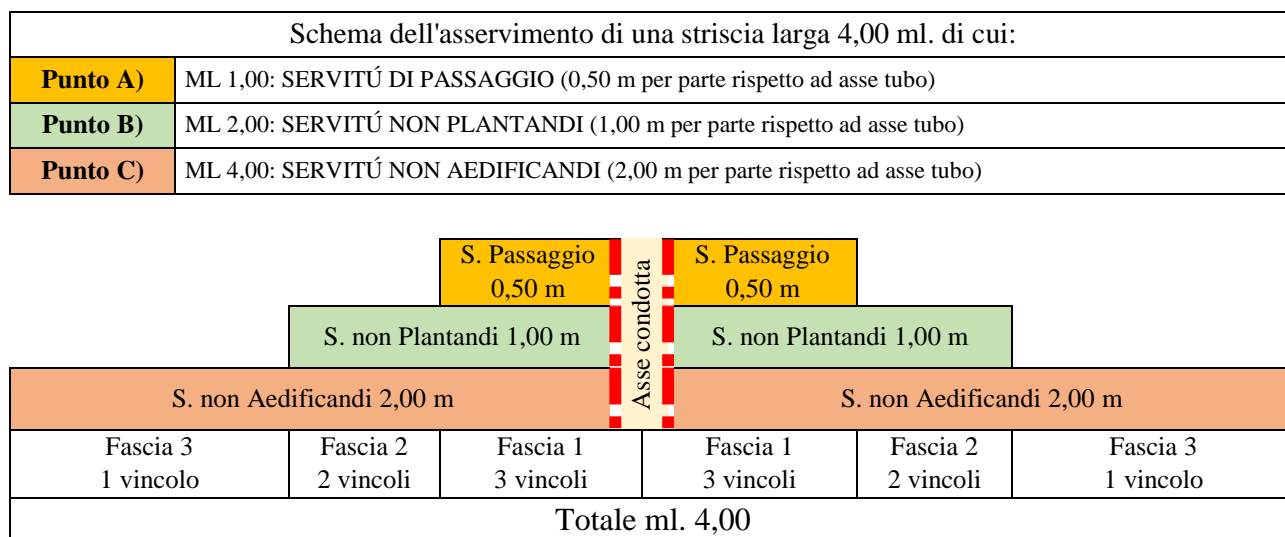 Schema dell'asservimento di una striscia larga 4,00 ml. di cui:
Punto A) ML 1,00: SERVITÚ DI PASSAGGIO (0,50 m per parte rispetto ad asse tubo)
Punto B) ML 2,00: SERVITÚ NON PLANTANDI (1,00 m per parte rispetto ad asse tubo)
Punto C) ML 4,00: SERVITÚ NON AEDIFICANDI (2,00 m per parte rispetto ad asse tubo)
S. Passaggio
0,50 m
Asse condotta
S. Passaggio
0,50 m
S. non Plantandi 1,00 m
S. non Plantandi 1,00 m
S. non Aedificandi 2,00 m
S. non Aedificandi 2,00 m
Fascia 3
1 vincolo
Fascia 2
2 vincoli
Fascia 1
3 vincoli
Fascia 1
3 vincoli
Fascia 2
2 vincoli
Fascia 3
1 vincolo
Totale ml. 4,00